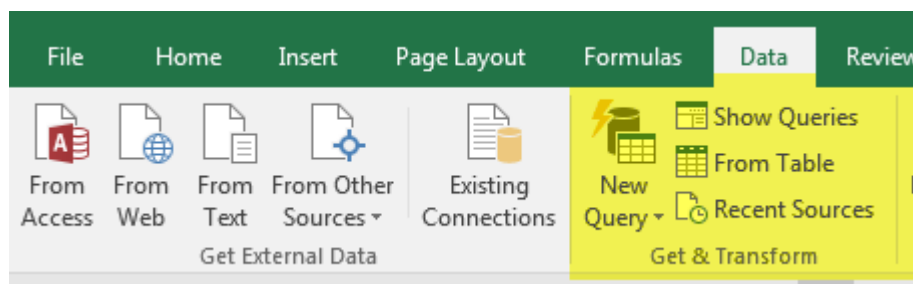 File Home Insert Page Layout Formulas Data Review
A
From Access
From Web
From Text
From Other Sources
Existing Connections
Get External Data
New Query
Show Queries
From Table
Recent Sources
Get & Transform